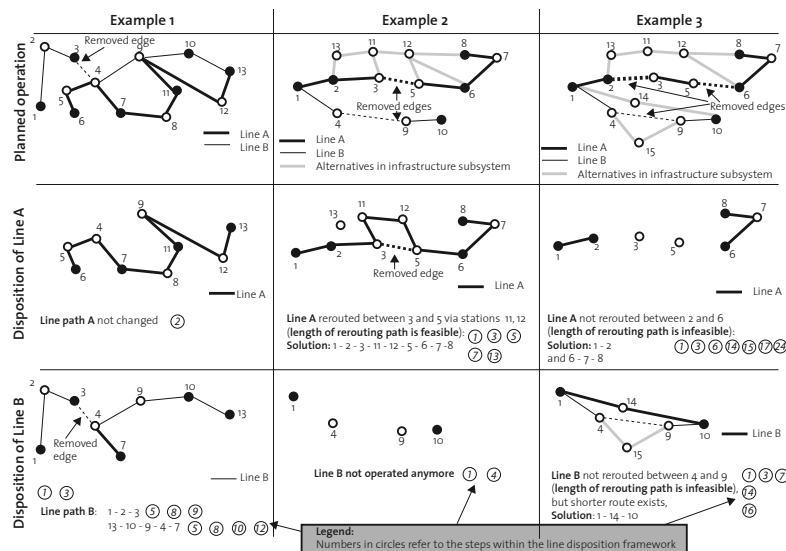 Example 1
Example 2
Example 3
Planned operation
2
3
Removed edge
9
10
13
4
5
11
1
6
7
8
12
Line A
Line B
13
11
12
8
7
1
2
3
5
6
Removed edges
4
9
10
Line A
Line B
Alternatives in infrastructure subsystem
13
11
12
8
7
1
2
3
5
6
14
Removed edges
4
9
10
15
Line A
Line B
Alternatives in infrastructure subsystem
Disposition of Line A
9
4
13
5
11
6
7
8
12
Line A
Line path A not changed 2
11
12
8
13
7
1
2
3
5
6
Removed edge
Line A
Line A rerouted between 3 and 5 via stations 11, 12
(length of rerouting path is feasible): 1 3 5
Solution: 1 - 2 - 3 - 11 - 12 - 5 - 6 - 7 -8
7 13
8
7
1
2
3
5
6
Line A
Line A not rerouted between 2 and 6
(length of rerouting path is infeasible):
Solution: 1 - 2 1 3 6 14 15 17 24
and 6 - 7 - 8
Disposition of Line B
2
3
9
10
13
4
1
7
Removed
edge
Line B
1 3
Line path B: 1 - 2 - 3 5 8 9
13 - 10 - 9 - 4 - 7 5 8 10 12
1
4
9
10
Line B not operated anymore 1 4
1
14
4
9
10
15
Line B
Line B not rerouted between 4 and 9 1 3 7
(length of rerouting path is infeasible), 14
but shorter route exists,
Solution: 1 - 14 - 10 16
Legend:
Numbers in circles refer to the steps within the line disposition framework